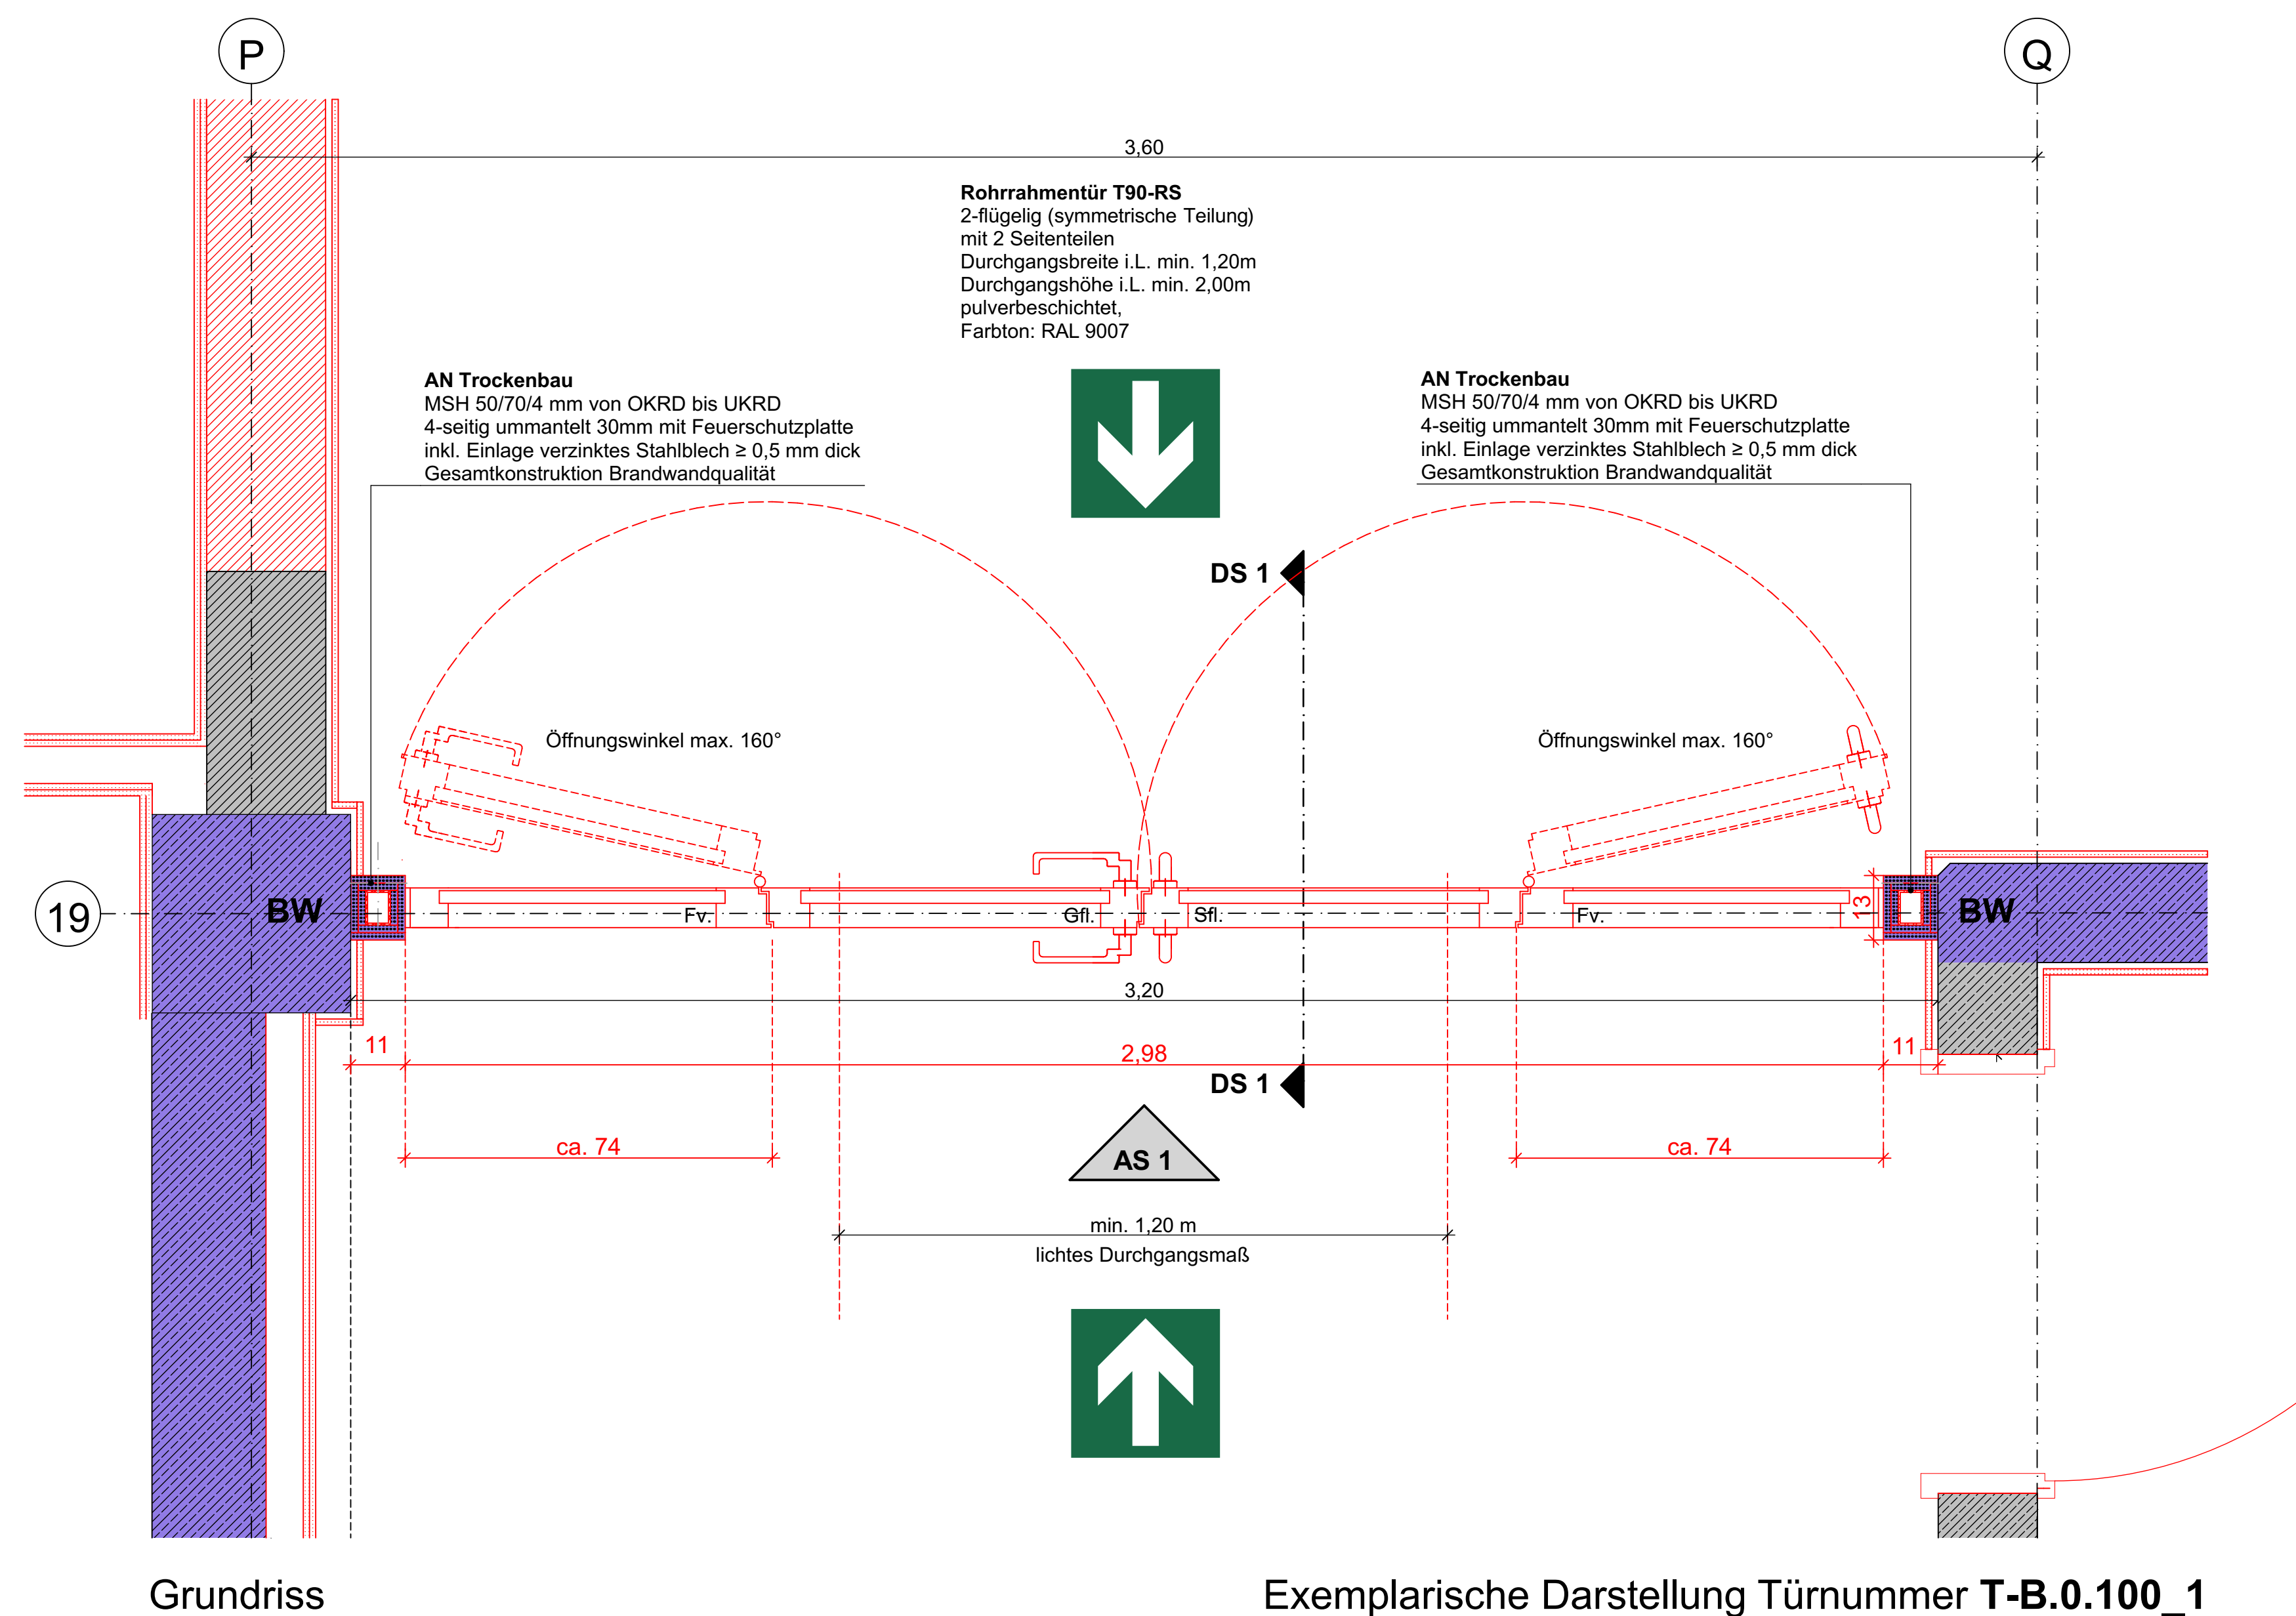 P
Q
3,60
Rohrrahmentür T90-RS
2-flügelig (symmetrische Teilung)
mit 2 Seitenteilen
Durchgangsbreite i.L. min. 1,20m
Durchgangshöhe i.L. min. 2,00m
pulverbeschichtet,
Farbton: RAL 9007
AN Trockenbau
MSH 50/70/4 mm von OKRD bis UKRD
4-seitig ummantelt 30mm mit Feuerschutzplatte
inkl. Einlage verzinktes Stahlblech ≥ 0,5 mm dick
Gesamtkonstruktion Brandwandqualität
AN Trockenbau
MSH 50/70/4 mm von OKRD bis UKRD
4-seitig ummantelt 30mm mit Feuerschutzplatte
inkl. Einlage verzinktes Stahlblech ≥ 0,5 mm dick
Gesamtkonstruktion Brandwandqualität
DS 1
Öffnungswinkel max. 160°
Öffnungswinkel max. 160°
19
BW
Fv.
Gfl.
Sfl.
Fv.
13
BW
3,20
11
2,98
11
DS 1
ca. 74
AS 1
ca. 74
min. 1,20 m
lichtes Durchgangsmaß
Grundriss
Exemplarische Darstellung Türnummer T-B.0.100_1